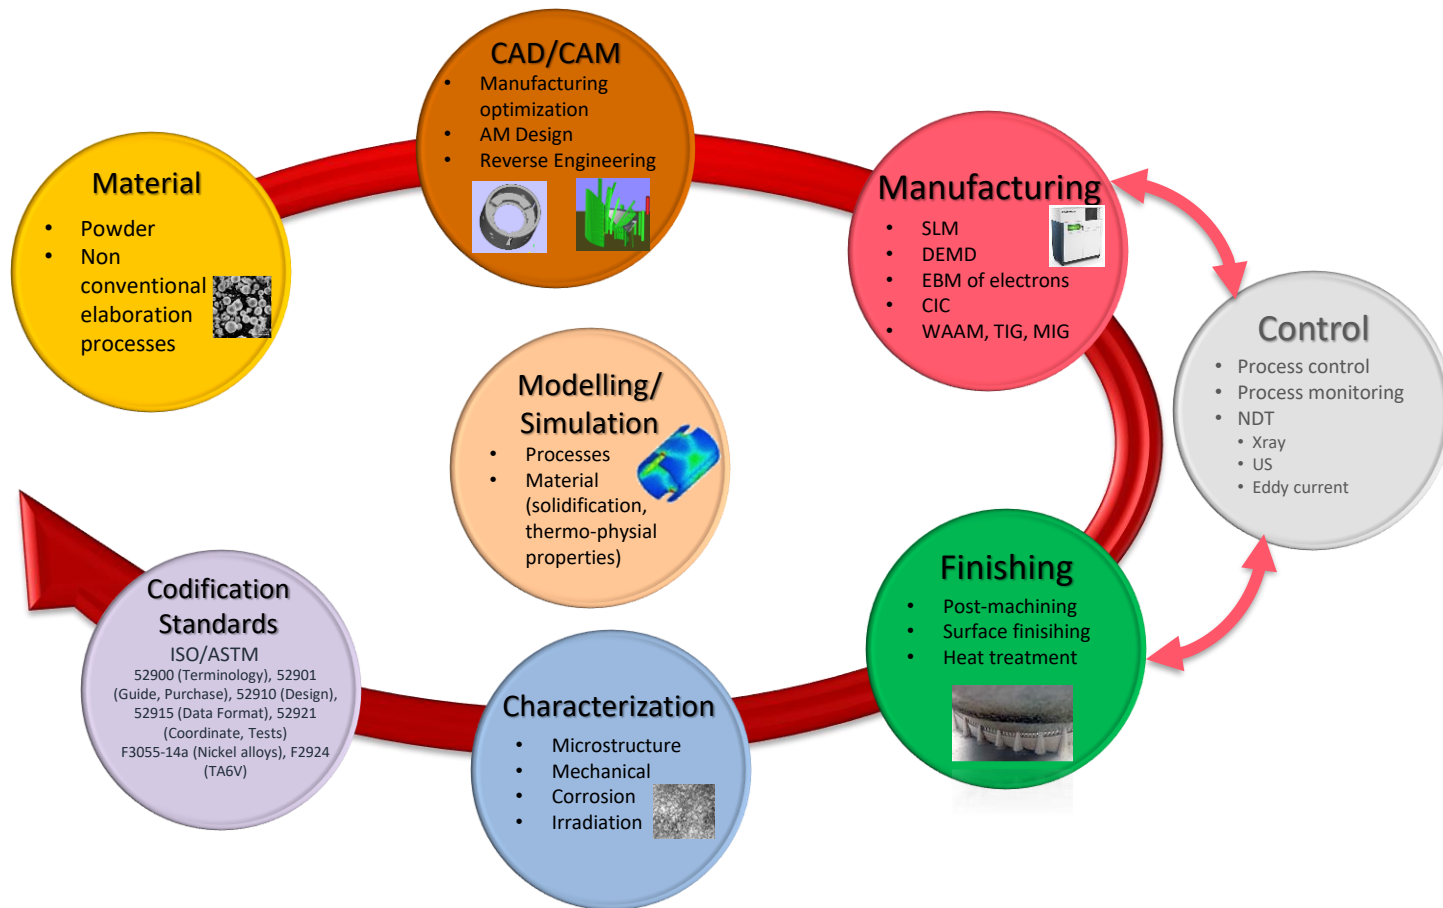 CAD/CAM
• Manufacturing
optimization
• AM Design
• Reverse Engineering
Material
• Powder
• Non
conventional
elaboration
processes
Manufacturing
• SLM
• DEMD
• EBM of electrons
• CIC
• WAAM, TIG, MIG
Control
• Process control
• Process monitoring
• NDT
• Xray
• US
• Eddy current
Modelling/
Simulation
• Processes
• Material
(solidification,
thermo-physial
properties)
Finishing
• Post-machining
• Surface finisihing
• Heat treatment
Characterization
• Microstructure
• Mechanical
• Corrosion
• Irradiation
Codification
Standards
ISO/ASTM
52900 (Terminology), 52901
(Guide, Purchase), 52910 (Design),
52915 (Data Format), 52921
(Coordinate, Tests)
F3055-14a (Nickel alloys), F2924
(TA6V)